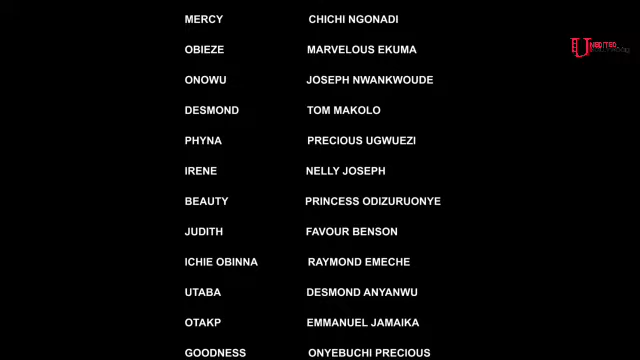 MERCY CHICHI NGONADI
OBIEZE MARVELOUS EKUMA
UNEDITED
ONOWU JOSEPH NWANKWOUDE
DESMOND TOM MAKOLO
PHYNA PRECIOUS UGWUEZI
IRENE NELLY JOSEPH
BEAUTY PRINCESS ODIZURUONYE
JUDITH FAVOUR BENSON
ICHIE OBINNA RAYMOND EMECHE
UTABA DESMOND ANYANWU
OTAKP EMMANUEL JAMAIKA
GOODNESS ONYEBUCHI PRECIOUS